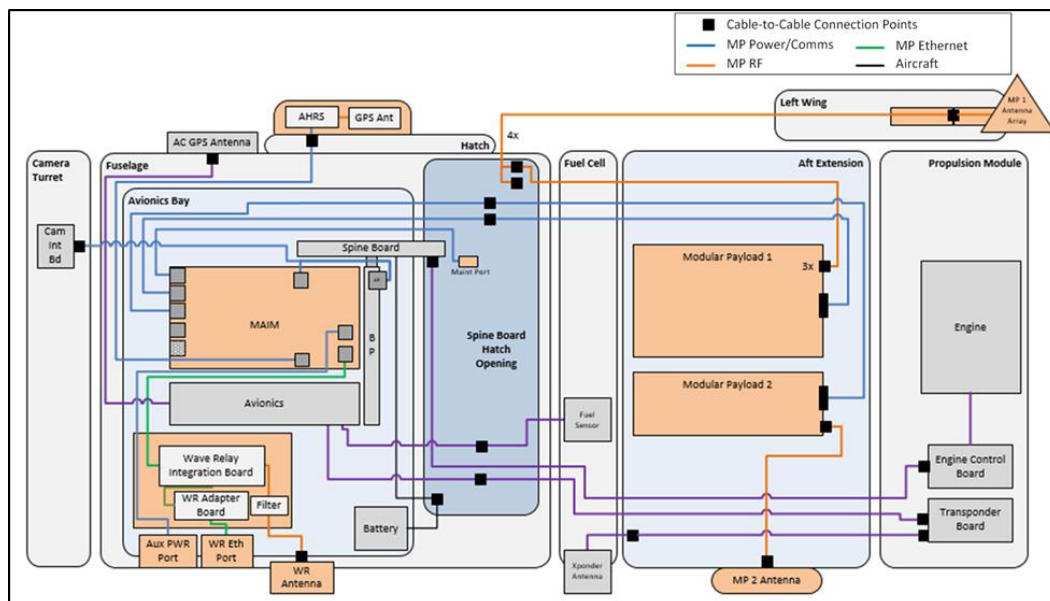 Cable-to-Cable Connection Points
MP Power/Comms
MP Ethernet
MP RF
Aircraft
Left Wing
MP 1
Antenna
Array
AHRS
GPS Ant
4x
AC GPS Antenna
Hatch
Camera
Turret
Fuselage
Fuel Cell
Aft Extension
Propulsion Module
Avionics Bay
Cam
Int
Bd
Spine Board
Maint Port
Modular Payload 1
3x
MAIM
B
P
Spine Board
Hatch
Opening
Engine
Modular Payload 2
Avionics
Fuel
Sensor
Wave Relay
Integration Board
Engine Control
Board
WR Adapter
Board
Filter
Battery
Transponder
Board
Aux PWR
Port
WR Eth
Port
WR
Antenna
Xponder
Antenna
MP 2 Antenna